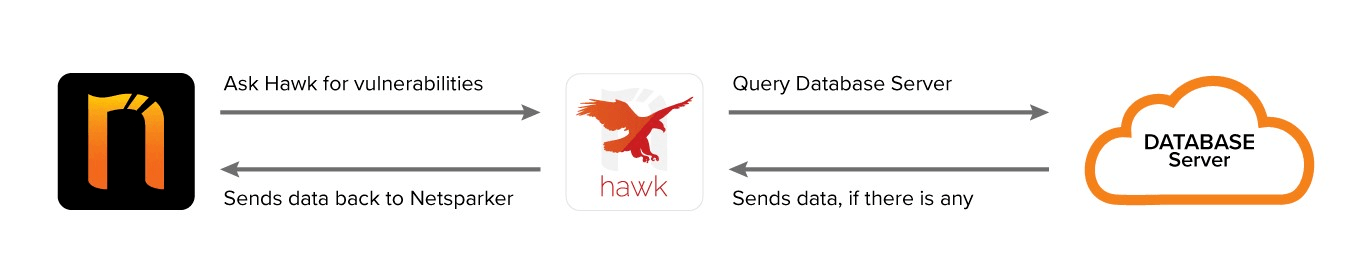 n
Ask Hawk for vulnerabilities
Sends data back to Netsparker
hawk
Query Database Server
Sends data, if there is any
DATABASE
Server